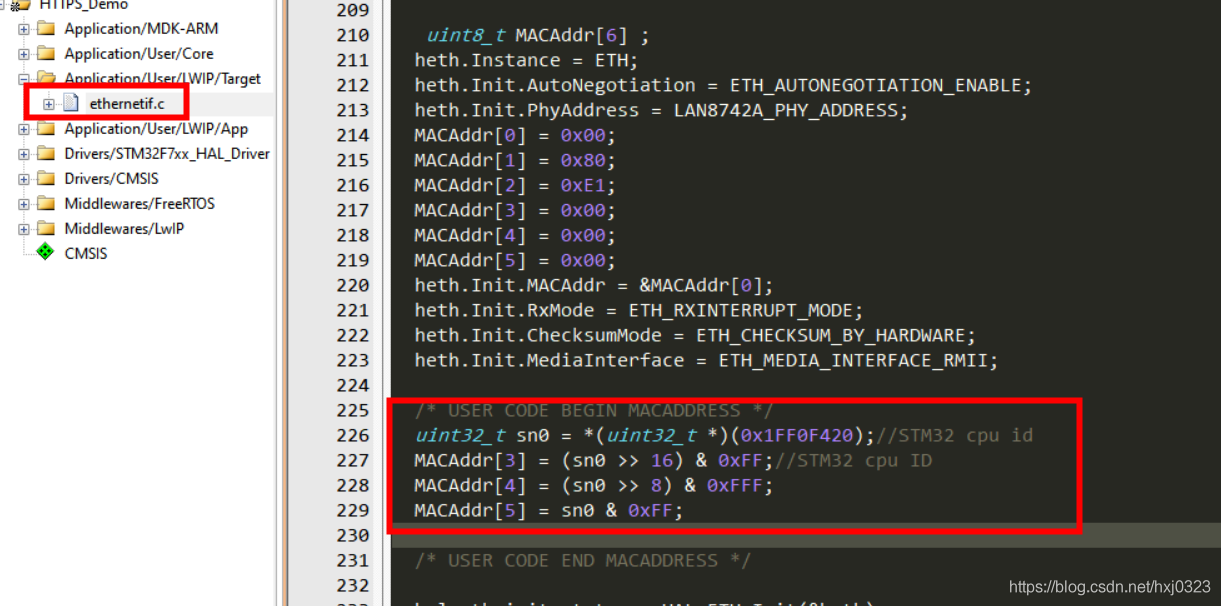 HTTPS_Demo
Application/MDK-ARM
Application/User/Core
Application/User/LWIP/Target
ethernetif.c
Application/User/LWIP/App
Drivers/STM32F7xx_HAL_Driver
Drivers/CMSIS
Middlewares/FreeRTOS
Middlewares/LwIP
CMSIS
209
210 uint8_t MACAddr[6] ;
211 heth.Instance = ETH;
212 heth.Init.AutoNegotiation = ETH_AUTONEGOTIATION_ENABLE;
213 heth.Init.PhyAddress = LAN8742A_PHY_ADDRESS;
214 MACAddr[0] = 0x00;
215 MACAddr[1] = 0x80;
216 MACAddr[2] = 0xE1;
217 MACAddr[3] = 0x00;
218 MACAddr[4] = 0x00;
219 MACAddr[5] = 0x00;
220 heth.Init.MACAddr = &MACAddr[0];
221 heth.Init.RxMode = ETH_RXINTERRUPT_MODE;
222 heth.Init.ChecksumMode = ETH_CHECKSUM_BY_HARDWARE;
223 heth.Init.MediaInterface = ETH_MEDIA_INTERFACE_RMII;
224
225 /* USER CODE BEGIN MACADDRESS */
226 uint32_t sn0 = *(uint32_t *)(0x1FF0F420);//STM32 cpu id
227 MACAddr[3] = (sn0 >> 16) & 0xFF;//STM32 cpu ID
228 MACAddr[4] = (sn0 >> 8) & 0xFFF;
229 MACAddr[5] = sn0 & 0xFF;
230
231 /* USER CODE END MACADDRESS */
232
https://blog.csdn.net/hxj0323